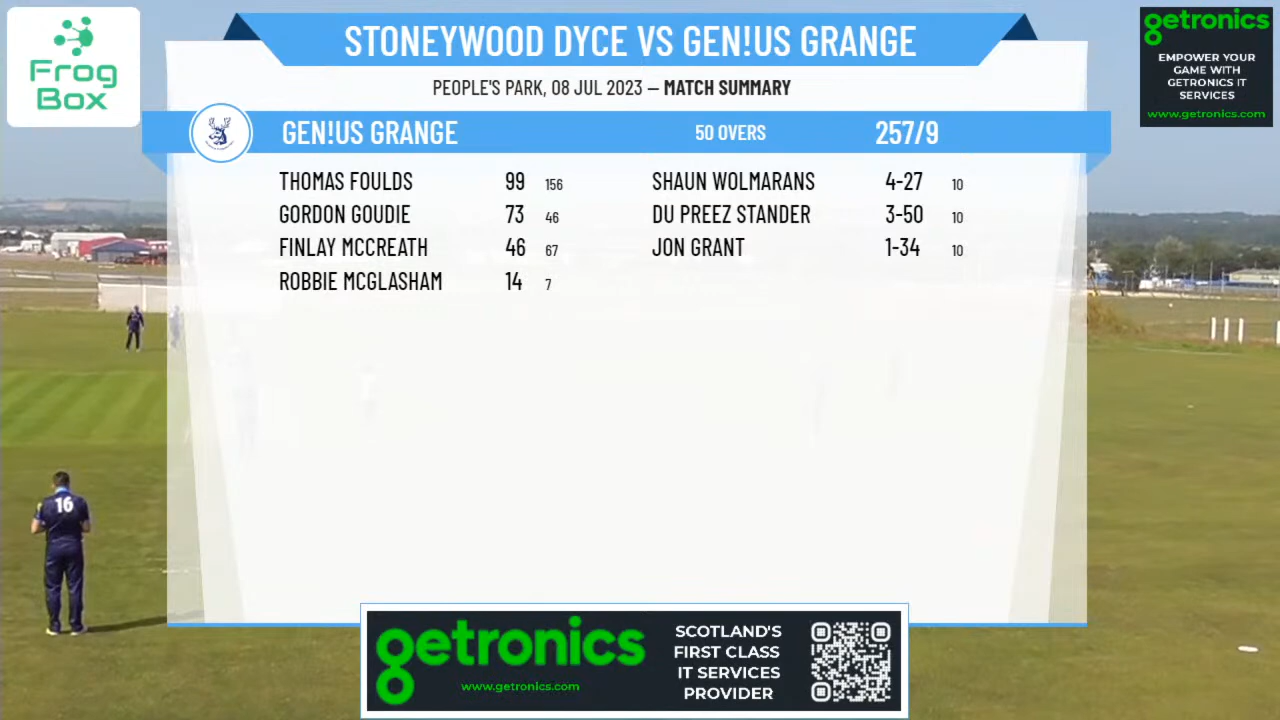 Frog
Box
STONEYWOOD DYCE VS GEN!US GRANGE
PEOPLE'S PARK, 08 JUL 2023 – MATCH SUMMARY
getronics
EMPOWER YOUR
GAME WITH
GETRONICS IT
SERVICES
www.getronics.com
GEN!US GRANGE 50 OVERS 257/9
THOMAS FOULDS 99 156 SHAUN WOLMARANS 4-27 10
GORDON GOUDIE 73 46 DU PREEZ STANDER 3-50 10
FINLAY MCCREATH 46 67 JON GRANT 1-34 10
ROBBIE MCGLASHAM 14 7
16
getronics
www.getronics.com
SCOTLAND'S
FIRST CLASS
IT SERVICES
PROVIDER